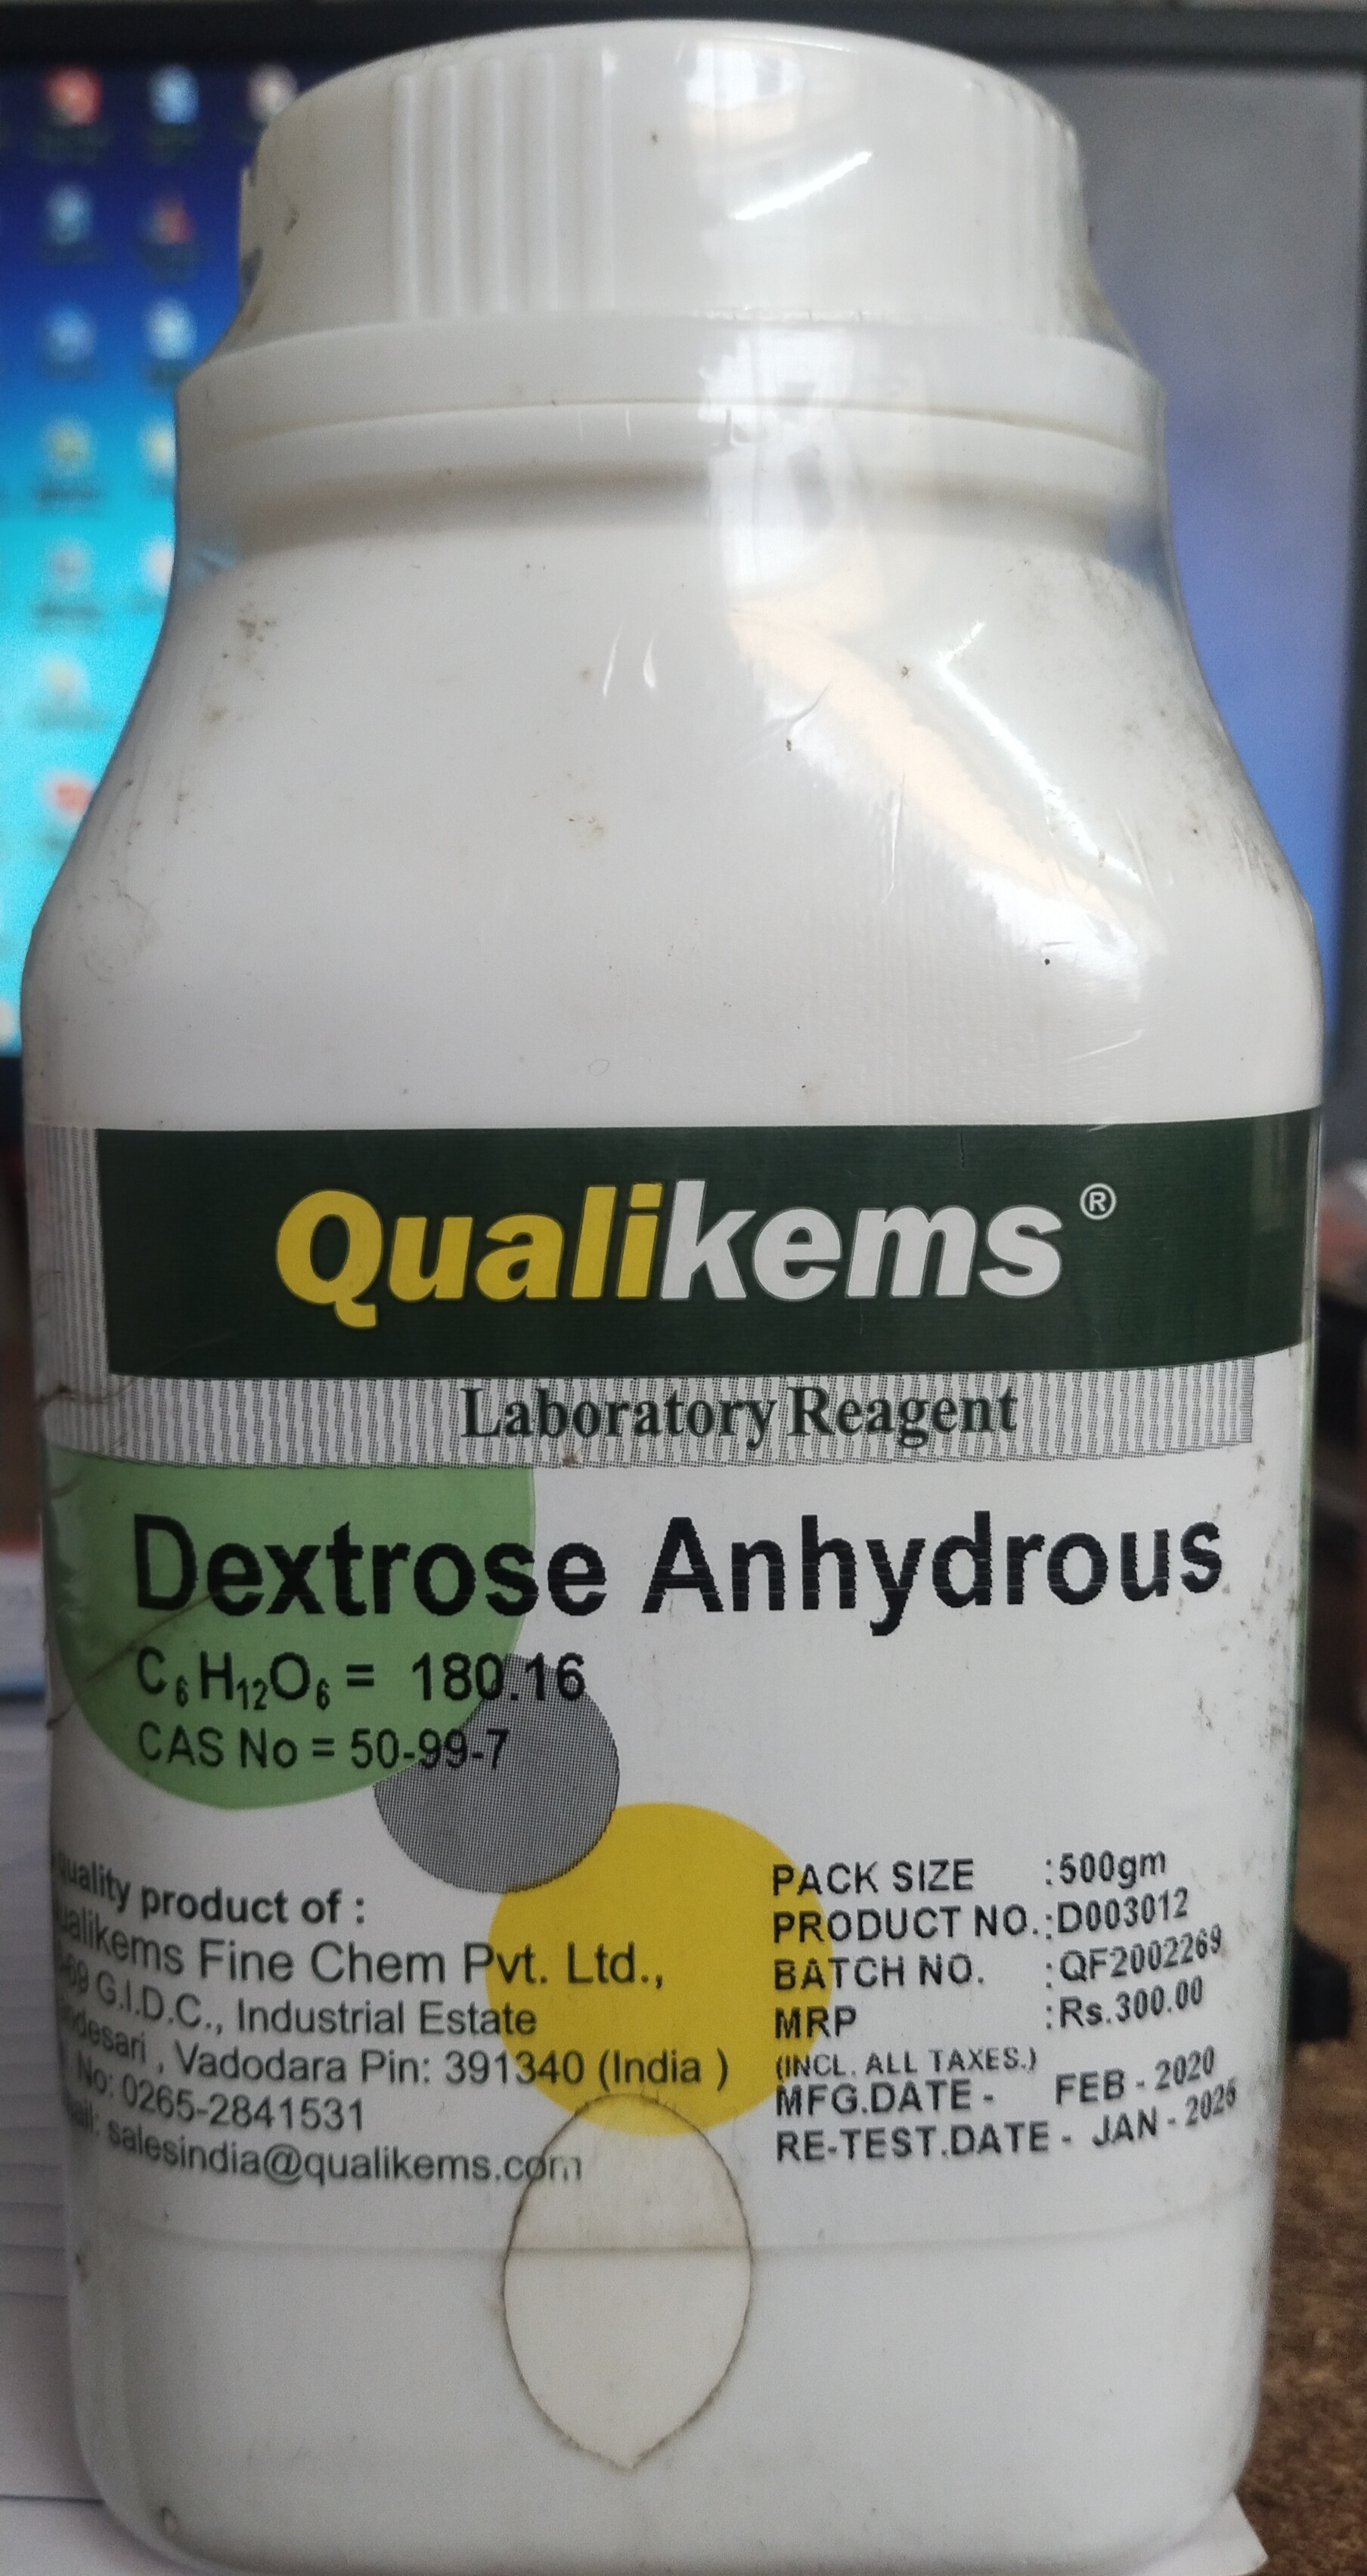 Qualikems®
Laboratory Reagent
Dextrose Anhydrous
C₆H₁₂O₆ = 180.16
CAS No = 50-99-7
quality product of :
Qualikems Fine Chem Pvt. Ltd.,
G.I.D.C., Industrial Estate
, Vadodara Pin: 391340 (India )
No: 0265-2841531
salesindia@qualikems.com
PACK SIZE :500gm
PRODUCT NO.:D003012
BATCH NO. :QF2002269
MRP :Rs.300.00
(INCL. ALL TAXES.)
MFG.DATE - FEB - 2020
RE-TEST.DATE - JAN -